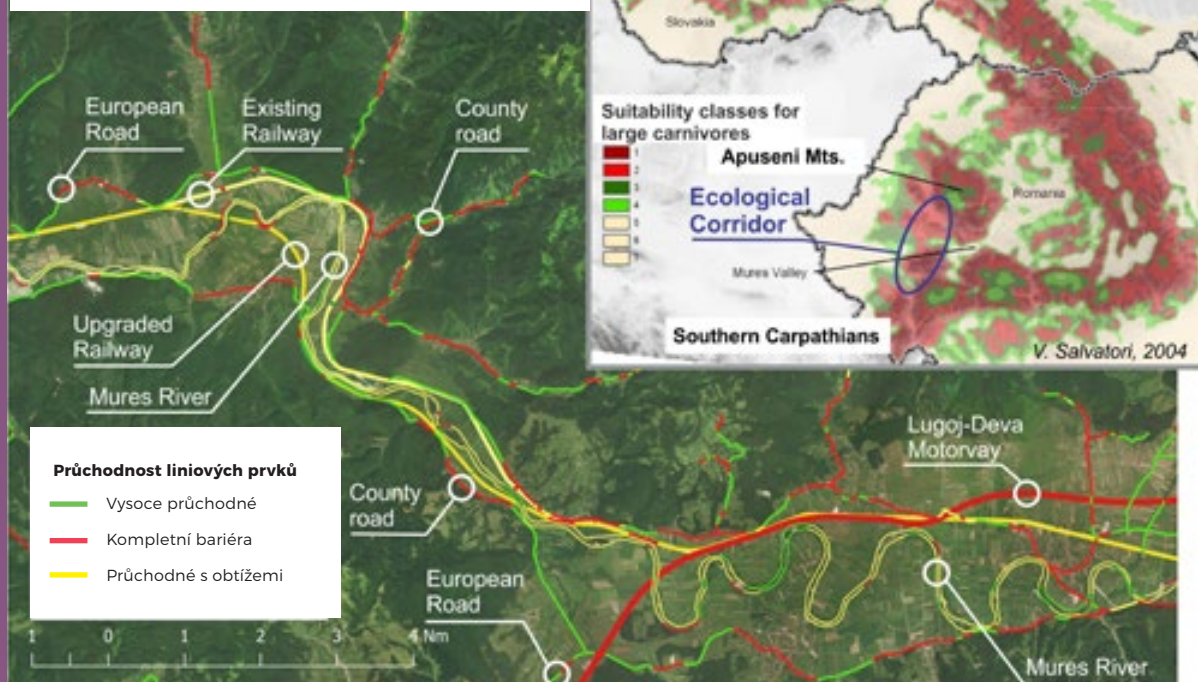 European
Road
Existing
Railway
County
road
Upgraded
Railway
Mures River
Slovakia
Suitability classes for
large carnivores
1
2
3
4
5
6
7
Apuseni Mts.
Romania
Ecological
Corridor
Mures Valley
Southern Carpathians
V. Salvatori, 2004
Průchodnost liniových prvků
Vysoce průchodné
Kompletní bariéra
Průchodné s obtížemi
County
road
European
Road
Lugoj-Deva
Motorvay
Mures River
1 0 1 2 3 4 Nm